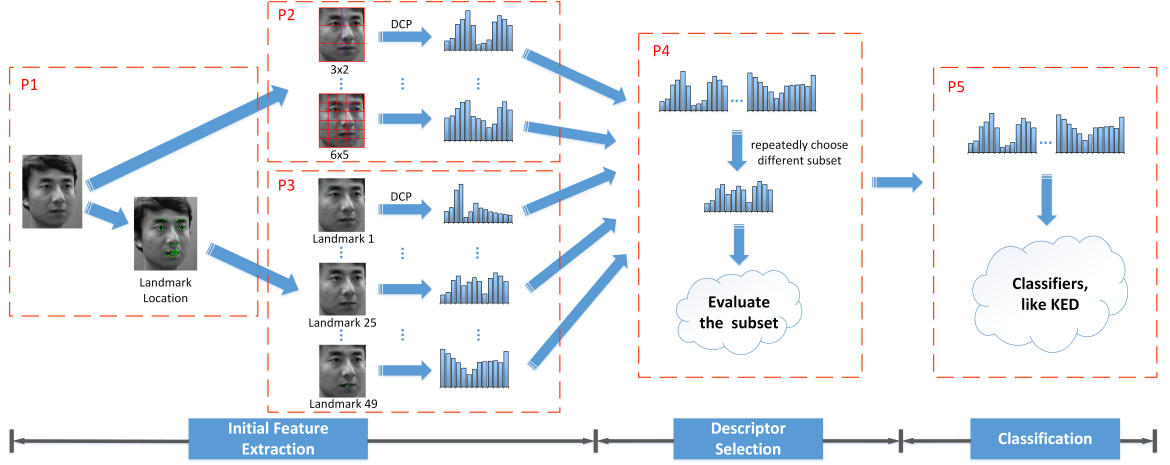 P1
Landmark
Location
P2
DCP
3x2
6x5
P3
DCP
Landmark 1
Landmark 25
Landmark 49
P4
...
repeatedly choose
different subset
Evaluate
the subset
P5
...
Classifiers,
like KED
Initial Feature
Extraction
Descriptor
Selection
Classification